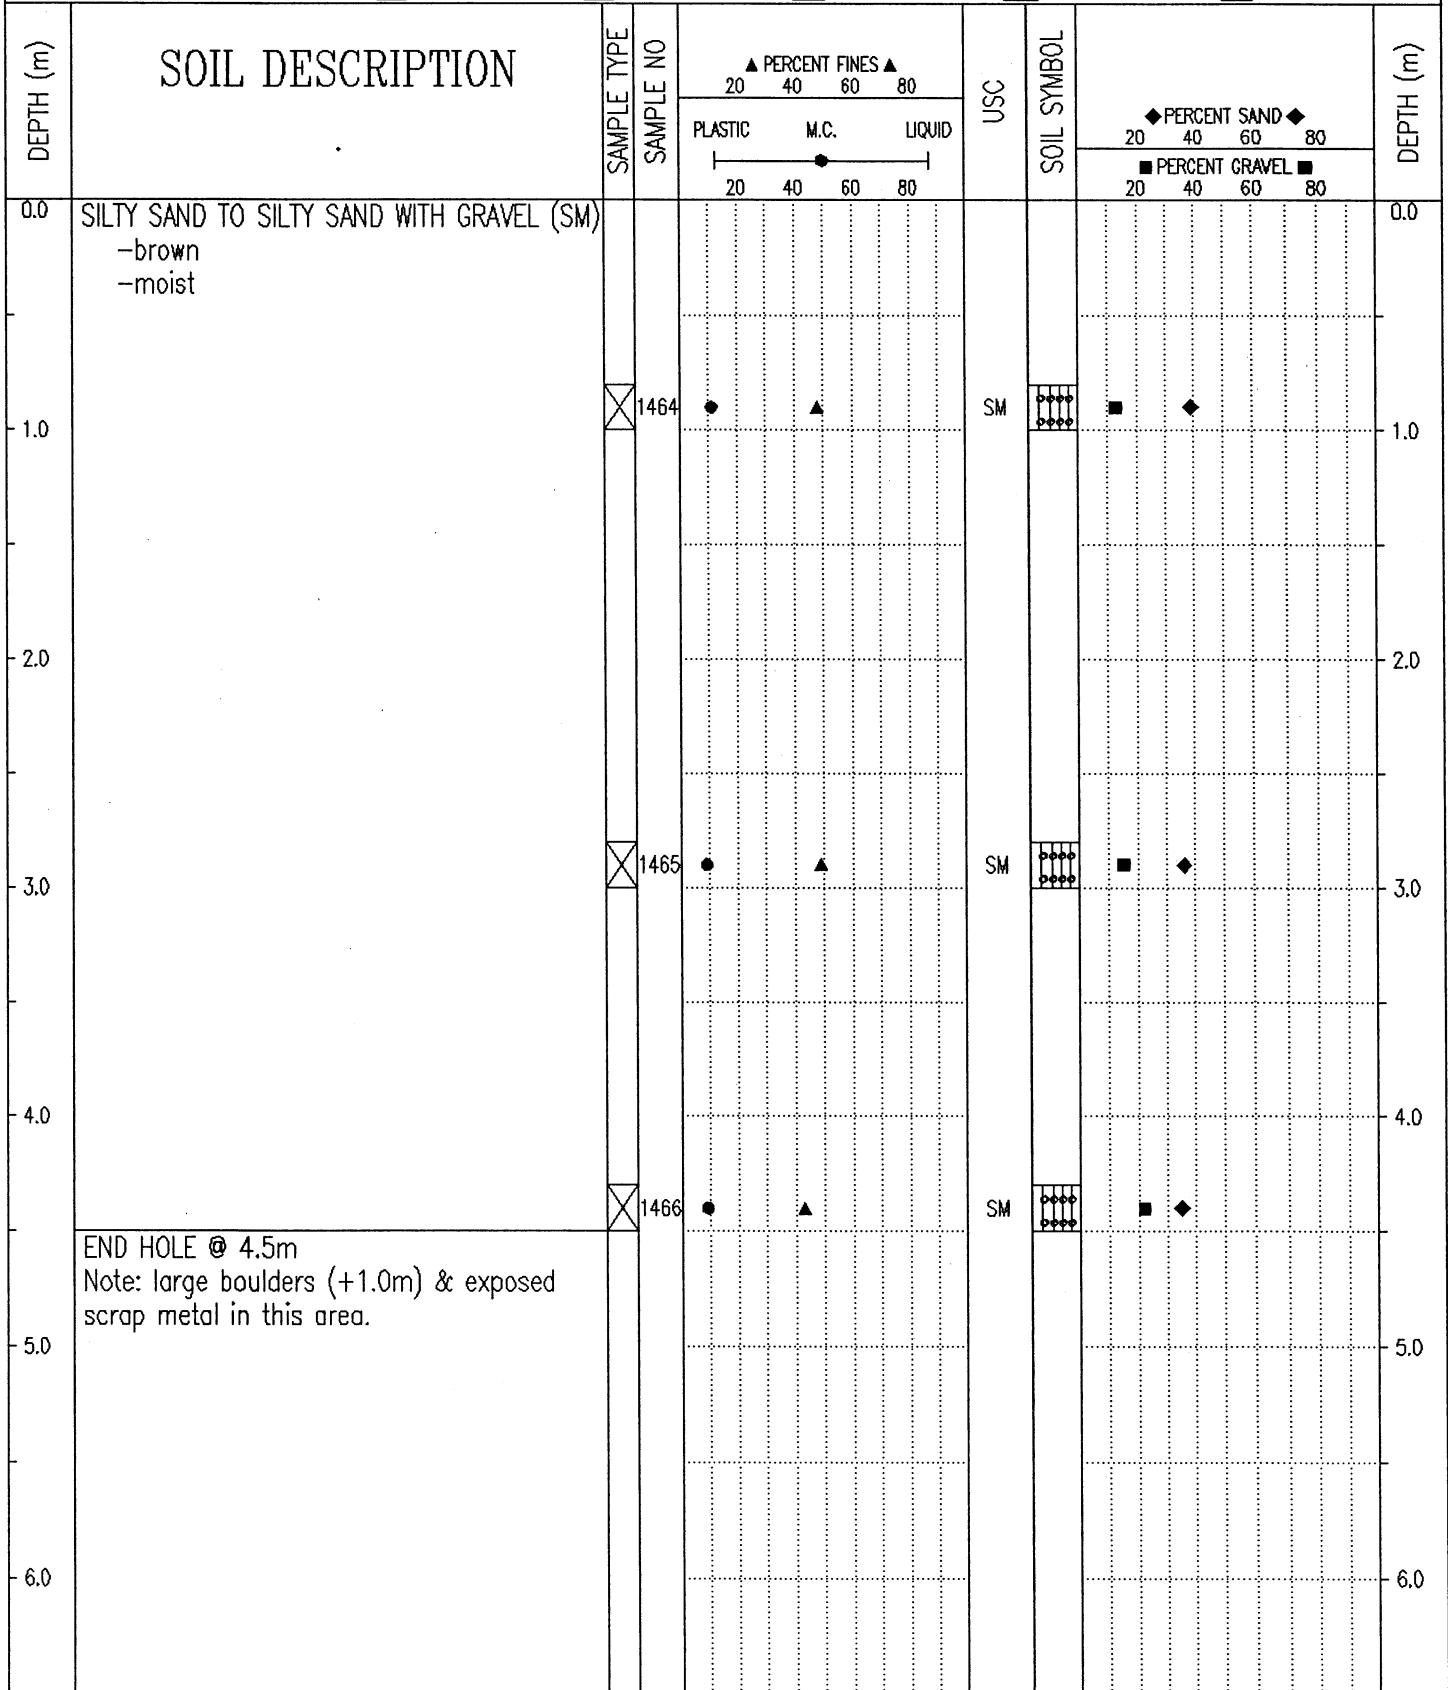 DEPTH (m)
SOIL DESCRIPTION
SAMPLE TYPE
SAMPLE NO
▲ PERCENT FINES ▲
20 40 60 80
PLASTIC M.C. LIQUID
20 40 60 80
USC
SOIL SYMBOL
◆ PERCENT SAND ◆
20 40 60 80
■ PERCENT GRAVEL ■
20 40 60 80
DEPTH (m)
0.0 SILTY SAND TO SILTY SAND WITH GRAVEL (SM) 0.0
-brown
-moist
1464 SM
1.0 1.0
2.0 2.0
1465 SM
3.0 3.0
4.0 4.0
1466 SM
END HOLE @ 4.5m
Note: large boulders (+1.0m) & exposed
scrap metal in this area.
5.0 5.0
6.0 6.0